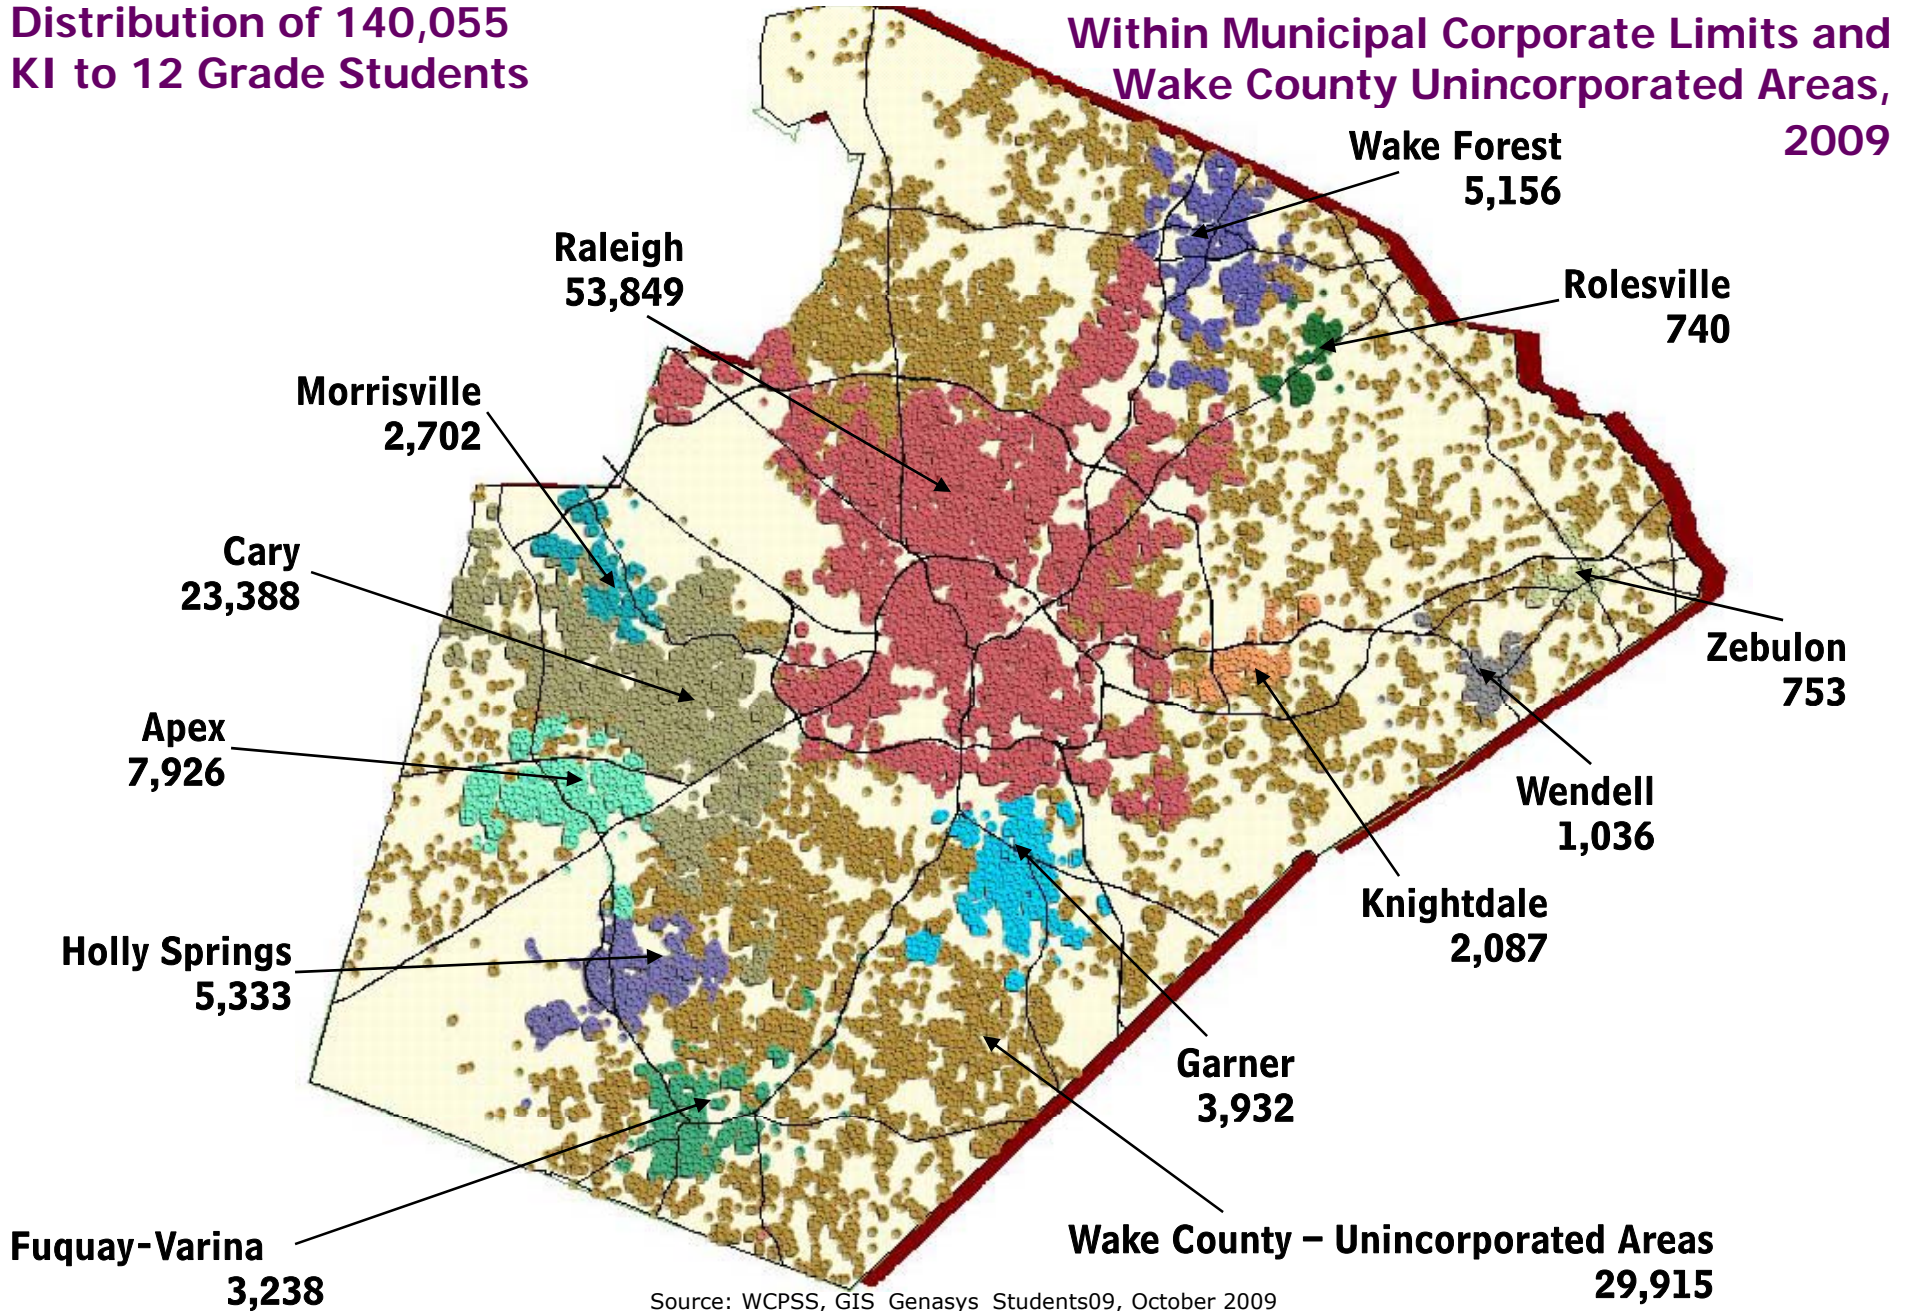 Distribution of 140,055
KI to 12 Grade Students
Within Municipal Corporate Limits and
Wake County Unincorporated Areas,
2009
Wake Forest
5,156
Raleigh
53,849
Rolesville
740
Morrisville
2,702
Cary
23,388
Zebulon
753
Apex
7,926
Wendell
1,036
Knightdale
2,087
Holly Springs
5,333
Garner
3,932
Fuquay-Varina
3,238
Wake County – Unincorporated Areas
29,915
Source: WCPSS, GIS_Genasys_Students09, October 2009